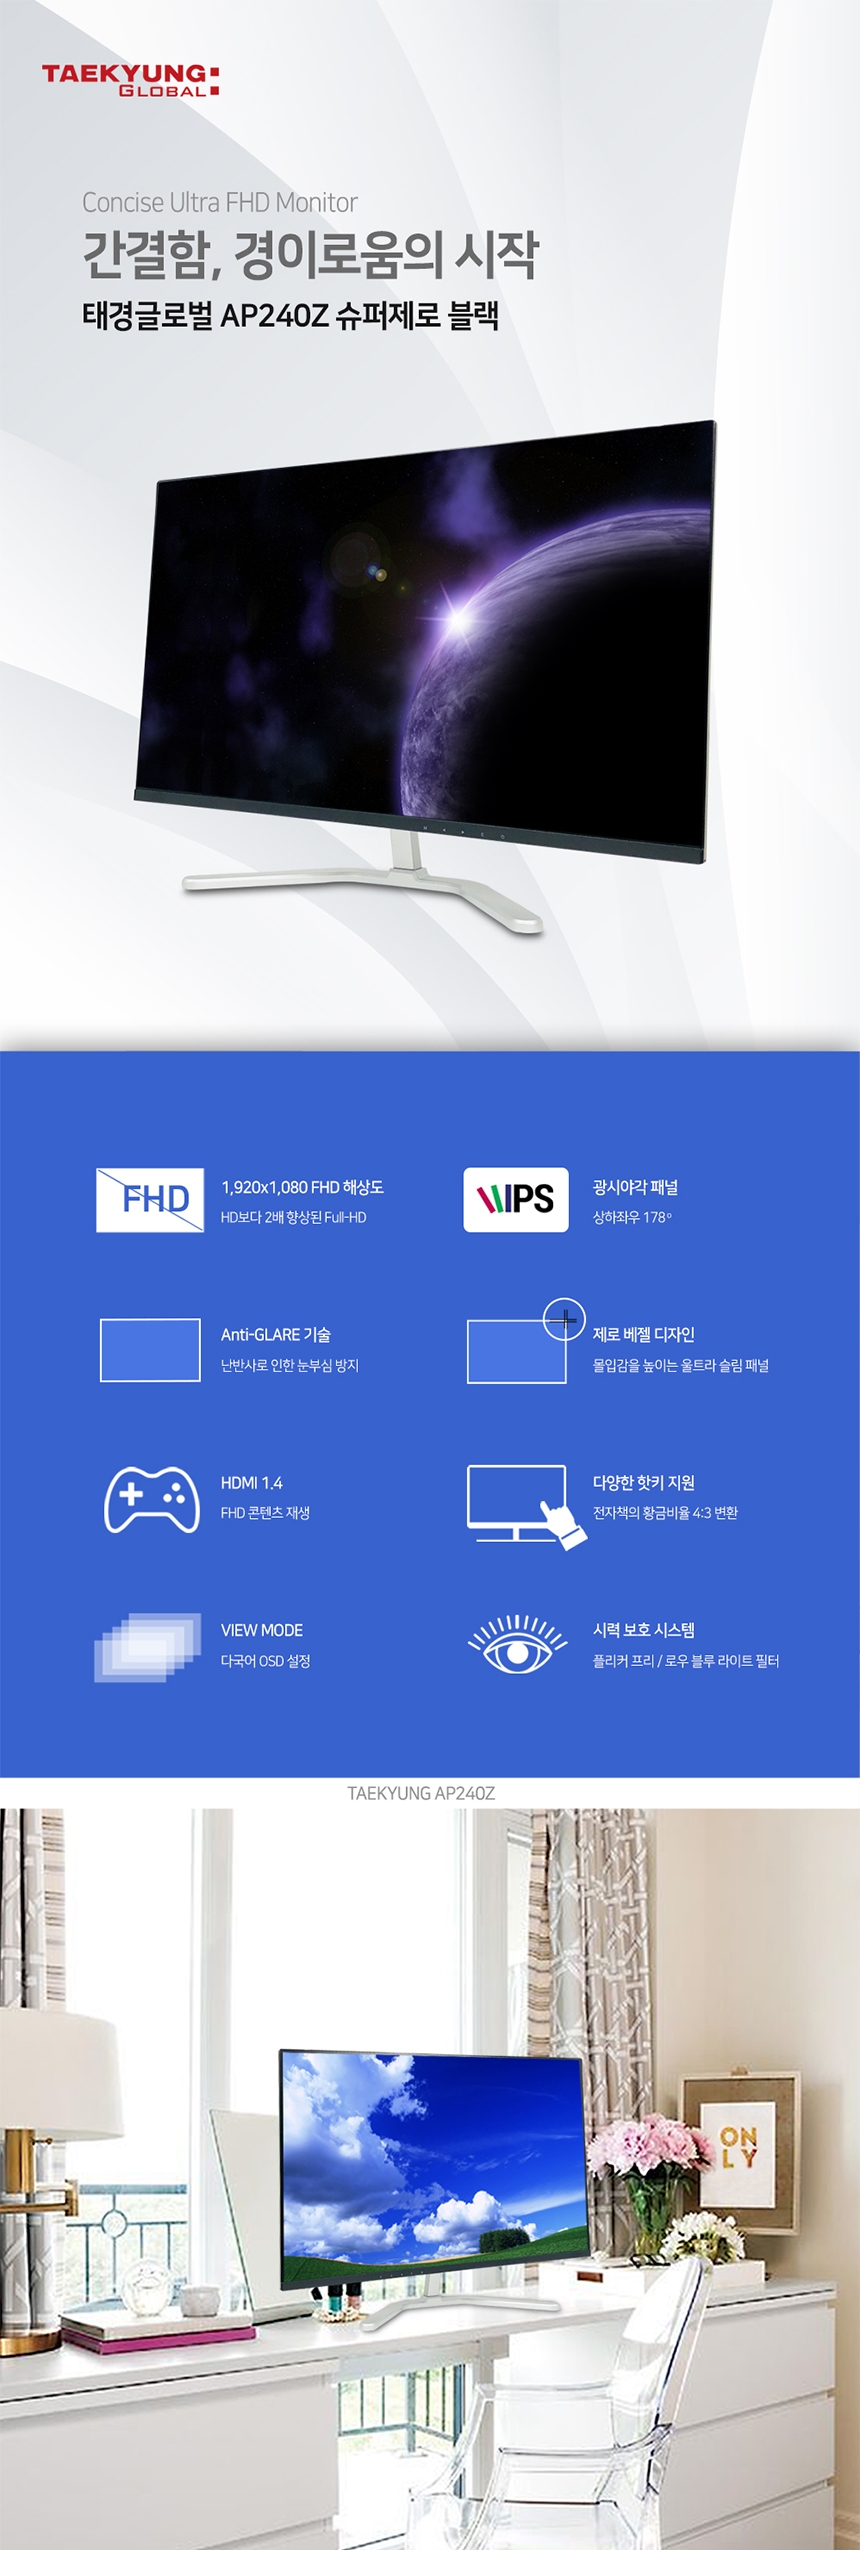 TAEKYUNG
GLOBAL
Concise Ultra FHD Monitor
간결함, 경이로움의 시작
태경글로벌 AP240Z 슈퍼제로 블랙
FHD
1,920x1,080 FHD 해상도
HD보다 2배 향상된 Full-HD
IPS
광시야각 패널
상하좌우 178º
Anti-GLARE 기술
난반사로 인한 눈부심 방지
제로 베젤 디자인
몰입감을 높이는 울트라 슬림 패널
HDMI 1.4
FHD 콘텐츠 재생
다양한 핫키 지원
전자책의 황금비율 4:3 변환
VIEW MODE
다국어 OSD 설정
시력 보호 시스템
플리커 프리 / 로우 블루 라이트 필터
TAEKYUNG AP240Z
ON
LY